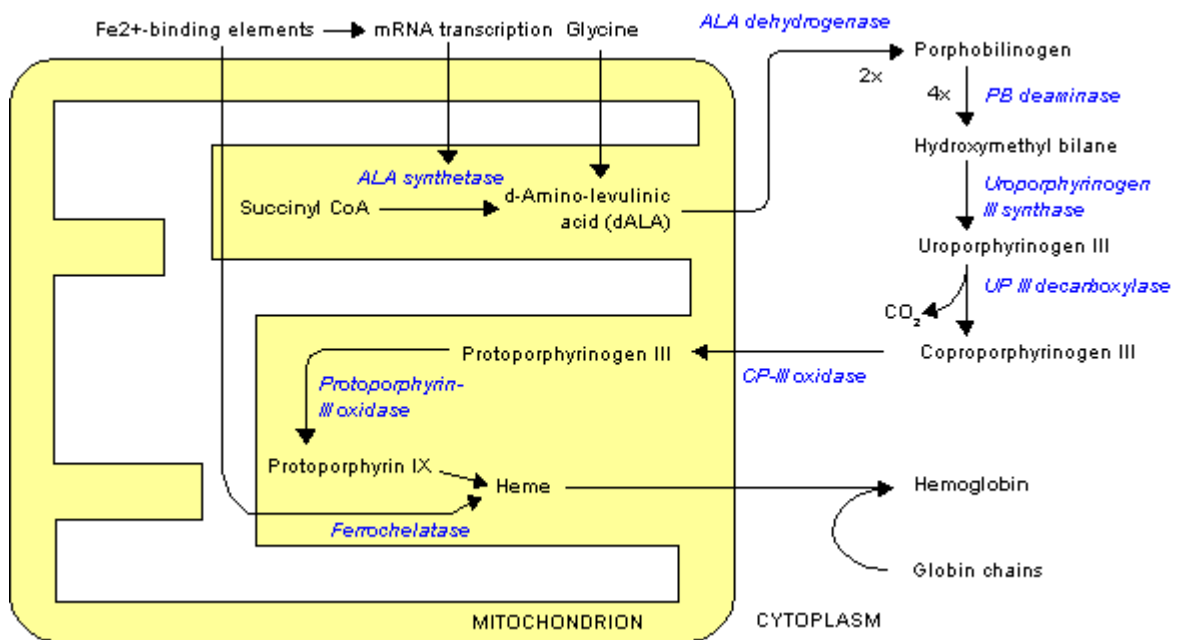 Fe2+-binding elements
mRNA transcription
Glycine
ALA dehydrogenase
2x
Porphobilinogen
4x
PB deaminase
Hydroxymethyl bilane
ALA synthetase
Succinyl CoA
d-Amino-levulinic
acid (dALA)
Uroporphyrinogen
III synthase
Uroporphyrinogen III
UP III decarboxylase
CO2
Coproporphyrinogen III
CP-III oxidase
Protoporphyrinogen III
Protoporphyrin-
III oxidase
Protoporphyrin IX
Heme
Ferrochelatase
Hemoglobin
Globin chains
MITOCHONDRION
CYTOPLASM